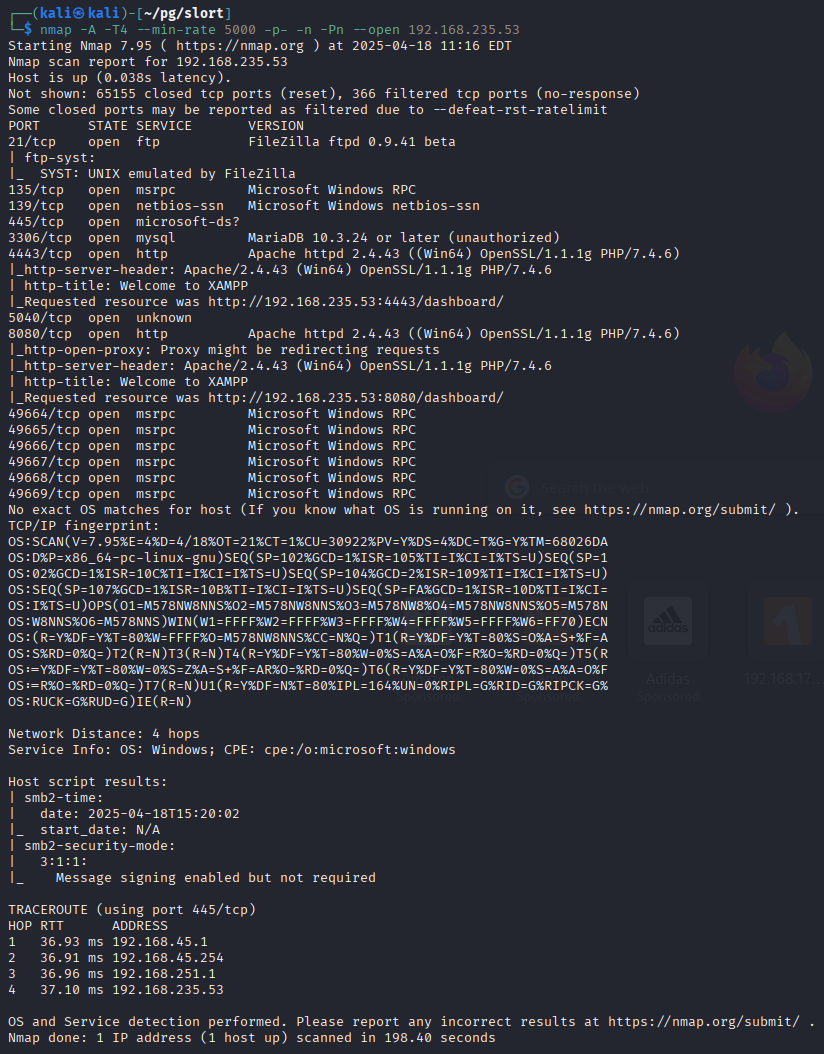 ┌──(kali㉿kali)-[~/pg/slort]
└─$ nmap -A -T4 --min-rate 5000 -p- -n -Pn --open 192.168.235.53
Starting Nmap 7.95 ( https://nmap.org ) at 2025-04-18 11:16 EDT
Nmap scan report for 192.168.235.53
Host is up (0.038s latency).
Not shown: 65155 closed tcp ports (reset), 366 filtered tcp ports (no-response)
Some closed ports may be reported as filtered due to --defeat-rst-ratelimit
PORT      STATE SERVICE       VERSION
21/tcp    open  ftp           FileZilla ftpd 0.9.41 beta
| ftp-syst:
|_  SYST: UNIX emulated by FileZilla
135/tcp   open  msrpc         Microsoft Windows RPC
139/tcp   open  netbios-ssn   Microsoft Windows netbios-ssn
445/tcp   open  microsoft-ds?
3306/tcp  open  mysql         MariaDB 10.3.24 or later (unauthorized)
4443/tcp  open  http          Apache httpd 2.4.43 ((Win64) OpenSSL/1.1.1g PHP/7.4.6)
|_http-server-header: Apache/2.4.43 (Win64) OpenSSL/1.1.1g PHP/7.4.6
| http-title: Welcome to XAMPP
|_Requested resource was http://192.168.235.53:4443/dashboard/
5040/tcp  open  unknown
8080/tcp  open  http          Apache httpd 2.4.43 ((Win64) OpenSSL/1.1.1g PHP/7.4.6)
|_http-open-proxy: Proxy might be redirecting requests
|_http-server-header: Apache/2.4.43 (Win64) OpenSSL/1.1.1g PHP/7.4.6
| http-title: Welcome to XAMPP
|_Requested resource was http://192.168.235.53:8080/dashboard/
49664/tcp open  msrpc         Microsoft Windows RPC
49665/tcp open  msrpc         Microsoft Windows RPC
49666/tcp open  msrpc         Microsoft Windows RPC
49667/tcp open  msrpc         Microsoft Windows RPC
49668/tcp open  msrpc         Microsoft Windows RPC
49669/tcp open  msrpc         Microsoft Windows RPC
Search the web
No exact OS matches for host (If you know what OS is running on it, see https://nmap.org/submit/ ).
TCP/IP fingerprint:
OS:SCAN(V=7.95%E=4%D=4/18%OT=21%CT=1%CU=30922%PV=Y%DS=4%DC=T%G=Y%TM=68026DA
OS:D%P=x86_64-pc-linux-gnu)SEQ(SP=102%GCD=1%ISR=105%TI=I%CI=I%TS=U)SEQ(SP=1
OS:02%GCD=1%ISR=10C%TI=I%CI=I%TS=U)SEQ(SP=104%GCD=2%ISR=109%TI=I%CI=I%TS=U)
OS:SEQ(SP=107%GCD=1%ISR=10B%TI=I%CI=I%TS=U)SEQ(SP=FA%GCD=1%ISR=10D%TI=I%CI=
OS:I%TS=U)OPS(O1=M578NW8NNS%O2=M578NW8NNS%O3=M578NW8%O4=M578NW8NNS%O5=M578N
OS:W8NNS%O6=M578NNS)WIN(W1=FFFF%W2=FFFF%W3=FFFF%W4=FFFF%W5=FFFF%W6=FF70)ECN
OS:(R=Y%DF=Y%T=80%W=FFFF%O=M578NW8NNS%CC=N%Q=)T1(R=Y%DF=Y%T=80%S=O%A=S+%F=A
OS:S%RD=0%Q=)T2(R=N)T3(R=N)T4(R=Y%DF=Y%T=80%W=0%S=A%A=O%F=R%O=%RD=0%Q=)T5(R
OS:=Y%DF=Y%T=80%W=0%S=Z%A=S+%F=AR%O=%RD=0%Q=)T6(R=Y%DF=Y%T=80%W=0%S=A%A=O%F
OS:=R%O=%RD=0%Q=)T7(R=N)U1(R=Y%DF=N%T=80%IPL=164%UN=0%RIPL=G%RID=G%RIPCK=G%
OS:RUCK=G%RUD=G)IE(R=N)
adidas
Adidas
Sponsored
192.168.17...
Network Distance: 4 hops
Service Info: OS: Windows; CPE: cpe:/o:microsoft:windows
Host script results:
| smb2-time:
|   date: 2025-04-18T15:20:02
|_  start_date: N/A
| smb2-security-mode:
|   3:1:1:
|_    Message signing enabled but not required
TRACEROUTE (using port 445/tcp)
HOP RTT      ADDRESS
1   36.93 ms 192.168.45.1
2   36.91 ms 192.168.45.254
3   36.96 ms 192.168.251.1
4   37.10 ms 192.168.235.53
OS and Service detection performed. Please report any incorrect results at https://nmap.org/submit/ .
Nmap done: 1 IP address (1 host up) scanned in 198.40 seconds